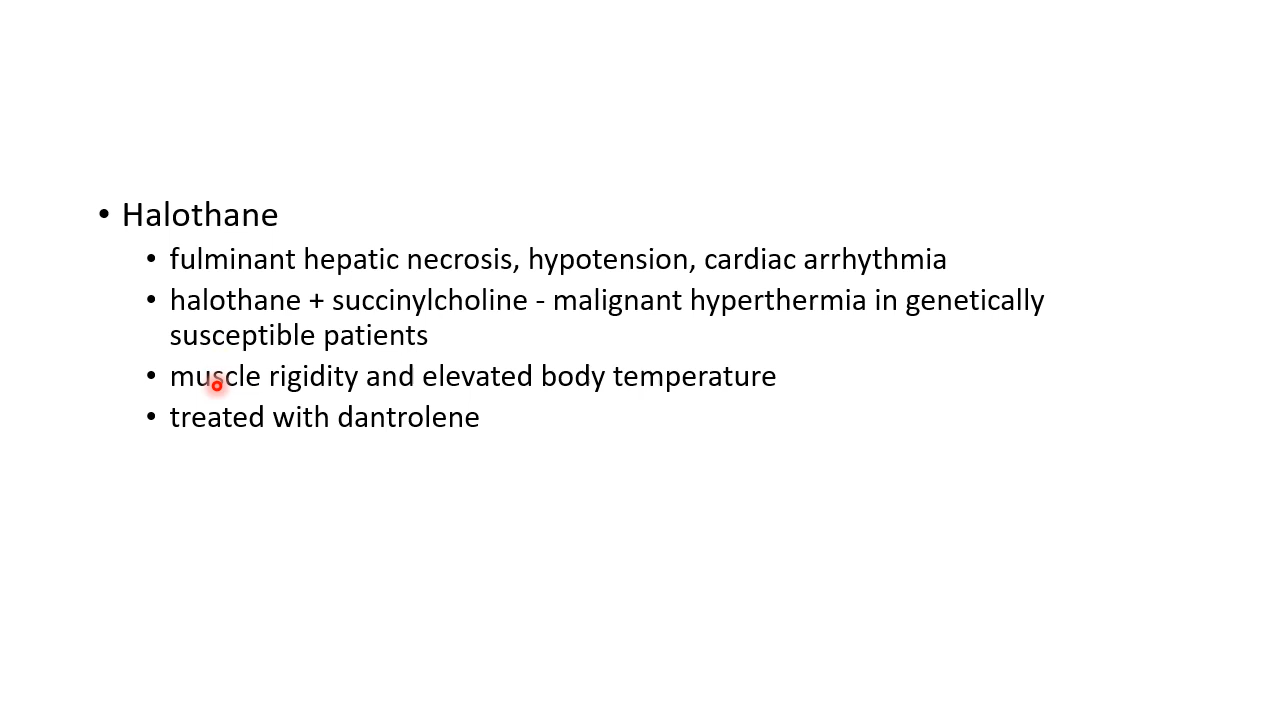 • Halothane
• fulminant hepatic necrosis, hypotension, cardiac arrhythmia
• halothane + succinylcholine - malignant hyperthermia in genetically
susceptible patients
• muscle rigidity and elevated body temperature
• treated with dantrolene